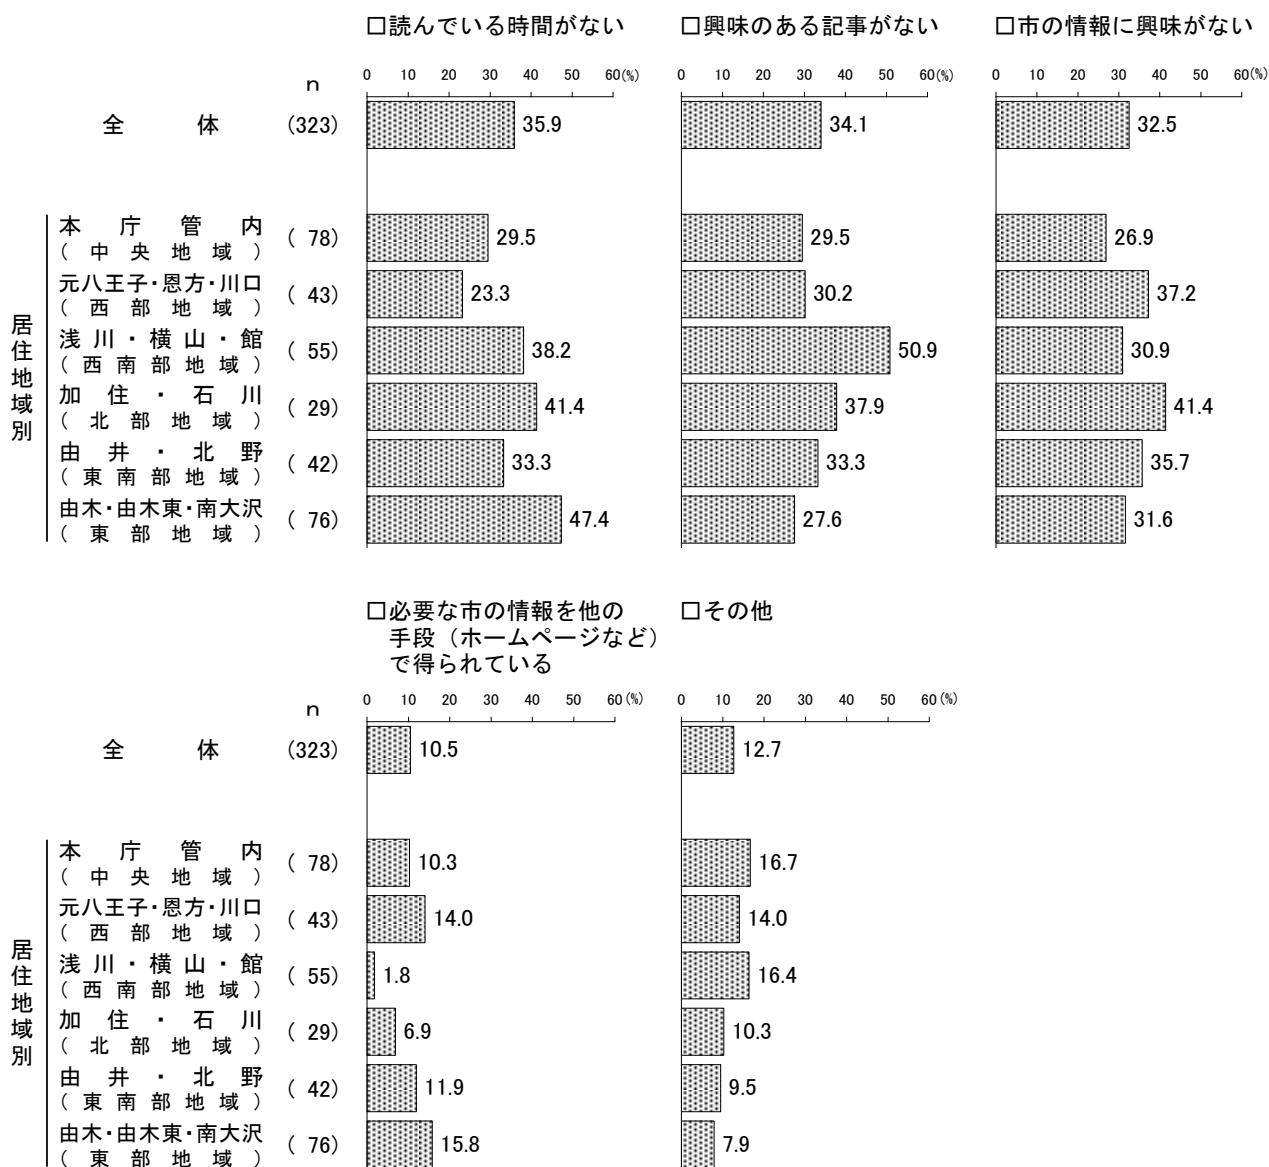 □読んでいる時間がない □興味のある記事がない □市の情報に興味がない
n 0 10 20 30 40 50 60(%) 0 10 20 30 40 50 60(%) 0 10 20 30 40 50 60(%)
全体 (323) 35.9 34.1 32.5
居住地域別
本庁管内
(中央地域) (78) 29.5 29.5 26.9
元八王子・恩方・川口
(西部地域) (43) 23.3 30.2 37.2
浅川・横山・館
(西南部地域) (55) 38.2 50.9 30.9
加住・石川
(北部地域) (29) 41.4 37.9 41.4
由井・北野
(東南部地域) (42) 33.3 33.3 35.7
由木・由木東・南大沢
(東部地域) (76) 47.4 27.6 31.6
□必要な市の情報を他の
手段（ホームページなど）
で得られている
□その他
n 0 10 20 30 40 50 60(%) 0 10 20 30 40 50 60(%)
全体 (323) 10.5 12.7
居住地域別
本庁管内
(中央地域) (78) 10.3 16.7
元八王子・恩方・川口
(西部地域) (43) 14.0 14.0
浅川・横山・館
(西南部地域) (55) 1.8 16.4
加住・石川
(北部地域) (29) 6.9 10.3
由井・北野
(東南部地域) (42) 11.9 9.5
由木・由木東・南大沢
(東部地域) (76) 15.8 7.9